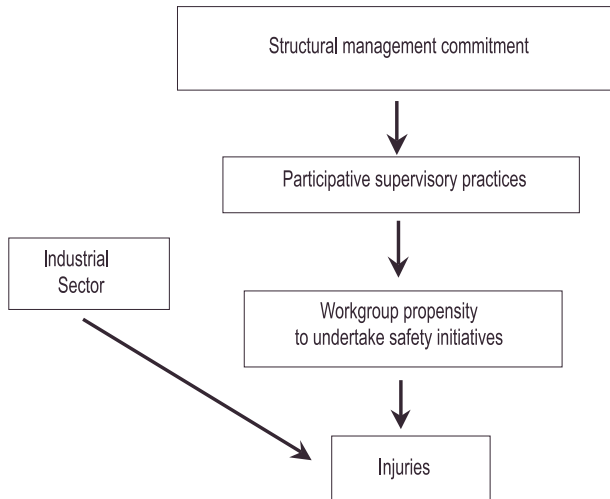 Structural management commitment
Participative supervisory practices
Industrial
Sector
Workgroup propensity
to undertake safety initiatives
Injuries